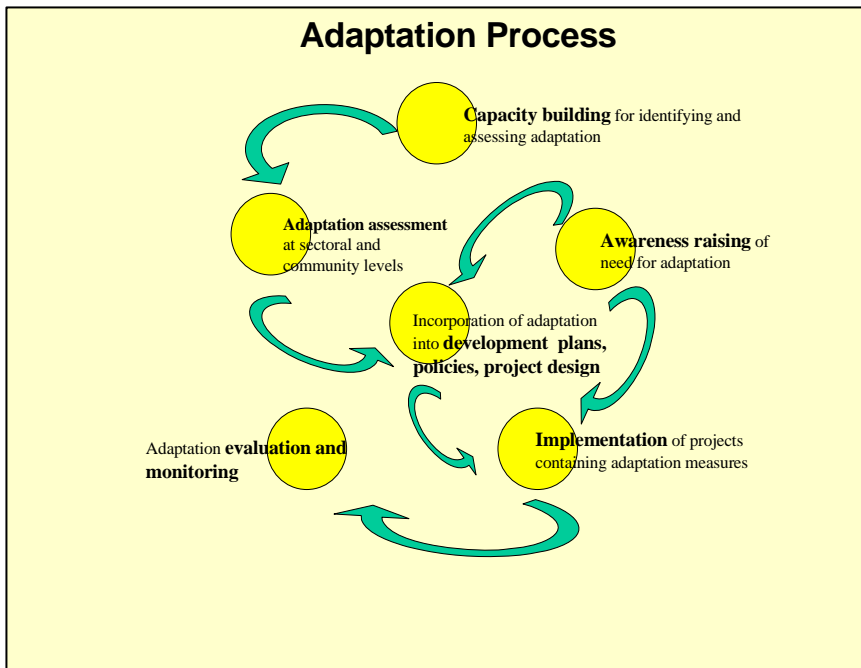 Adaptation Process
Capacity building for identifying and
assessing adaptation
Adaptation assessment
at sectoral and
community levels
Awareness raising of
need for adaptation
Incorporation of adaptation
into development plans,
policies, project design
Adaptation evaluation and
monitoring
Implementation of projects
containing adaptation measures